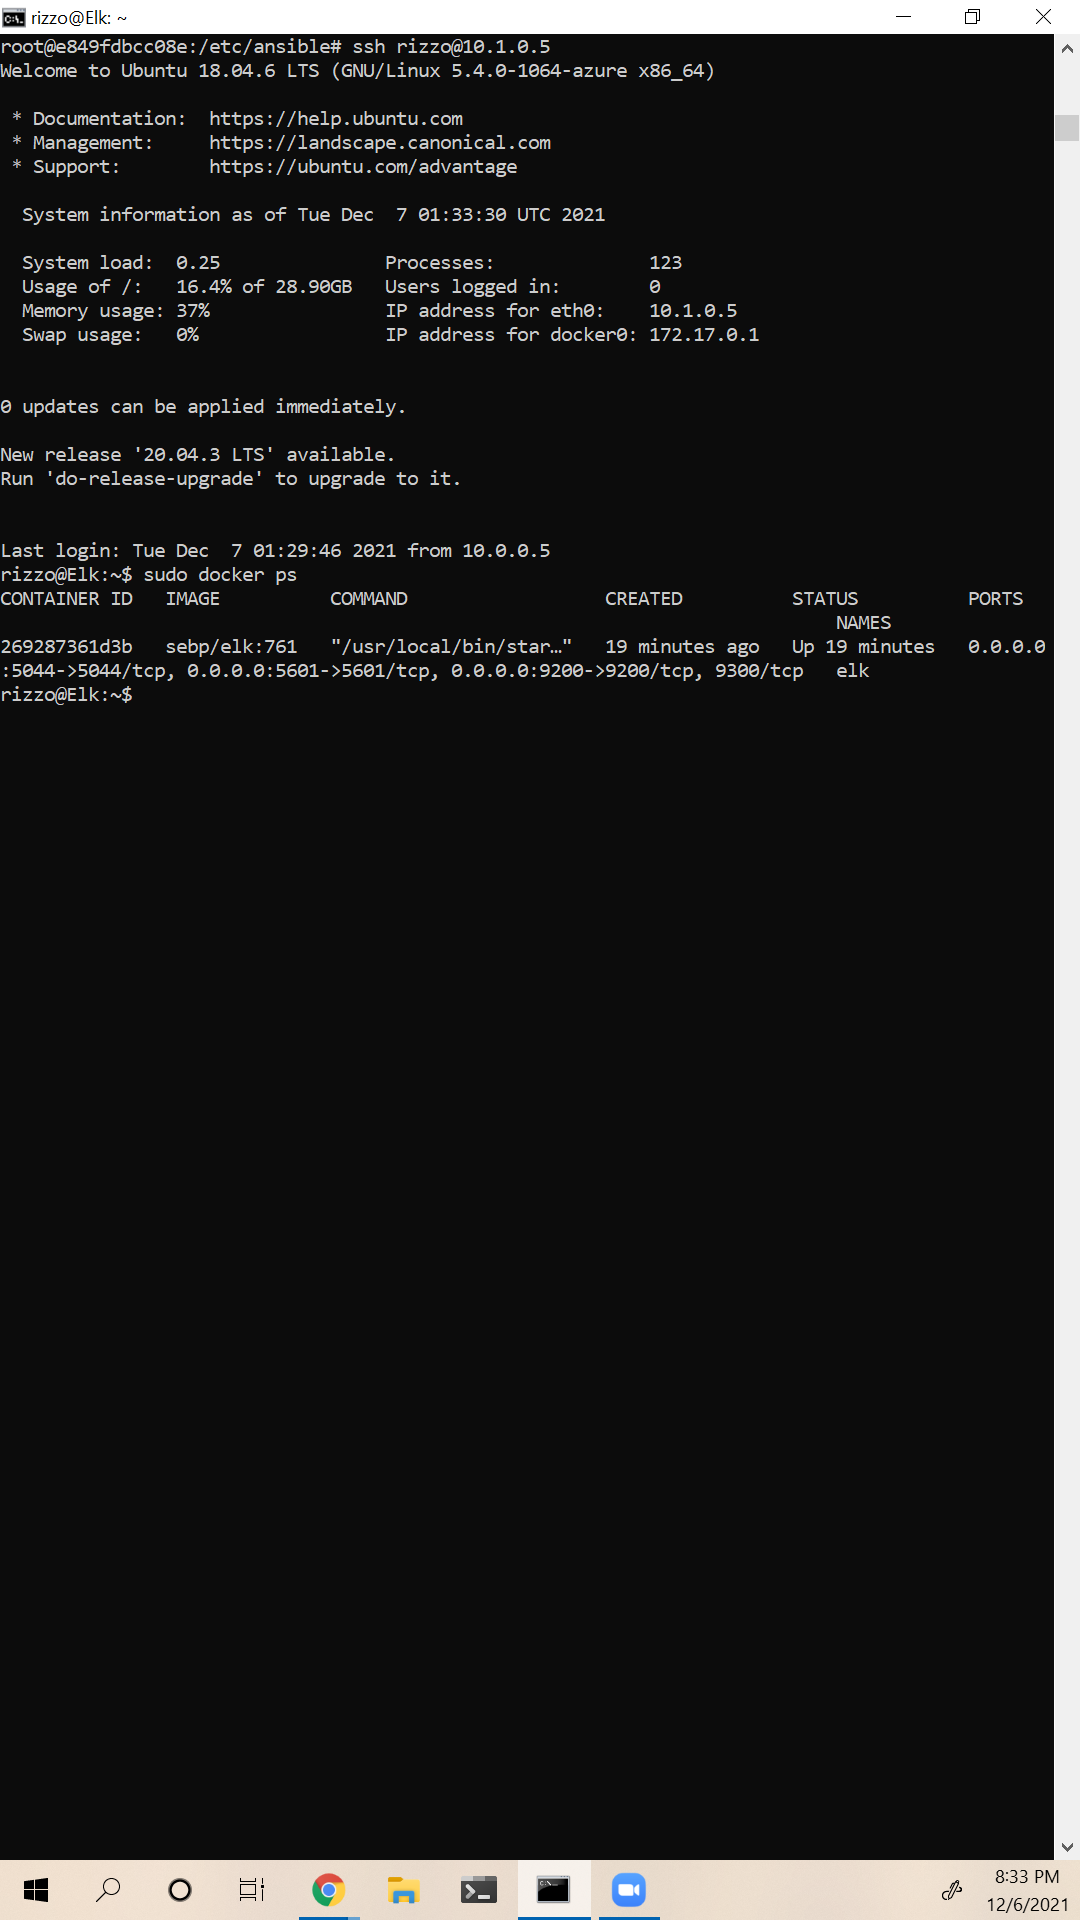 rizzo@Elk: ~
root@e849fdbcc08e:/etc/ansible# ssh rizzo@10.1.0.5
Welcome to Ubuntu 18.04.6 LTS (GNU/Linux 5.4.0-1064-azure x86_64)
* Documentation:  https://help.ubuntu.com
* Management:     https://landscape.canonical.com
* Support:        https://ubuntu.com/advantage
System information as of Tue Dec  7 01:33:30 UTC 2021
System load:  0.25               Processes:              123
Usage of /:   16.4% of 28.90GB   Users logged in:        0
Memory usage: 37%                IP address for eth0:    10.1.0.5
Swap usage:   0%                 IP address for docker0: 172.17.0.1
0 updates can be applied immediately.
New release '20.04.3 LTS' available.
Run 'do-release-upgrade' to upgrade to it.
Last login: Tue Dec  7 01:29:46 2021 from 10.0.0.5
rizzo@Elk:~$ sudo docker ps
CONTAINER ID   IMAGE          COMMAND                  CREATED          STATUS          PORTS
NAMES
269287361d3b   sebp/elk:761   "/usr/local/bin/star…"   19 minutes ago   Up 19 minutes   0.0.0.0
:5044->5044/tcp, 0.0.0.0:5601->5601/tcp, 0.0.0.0:9200->9200/tcp, 9300/tcp   elk
rizzo@Elk:~$
8:33 PM
12/6/2021